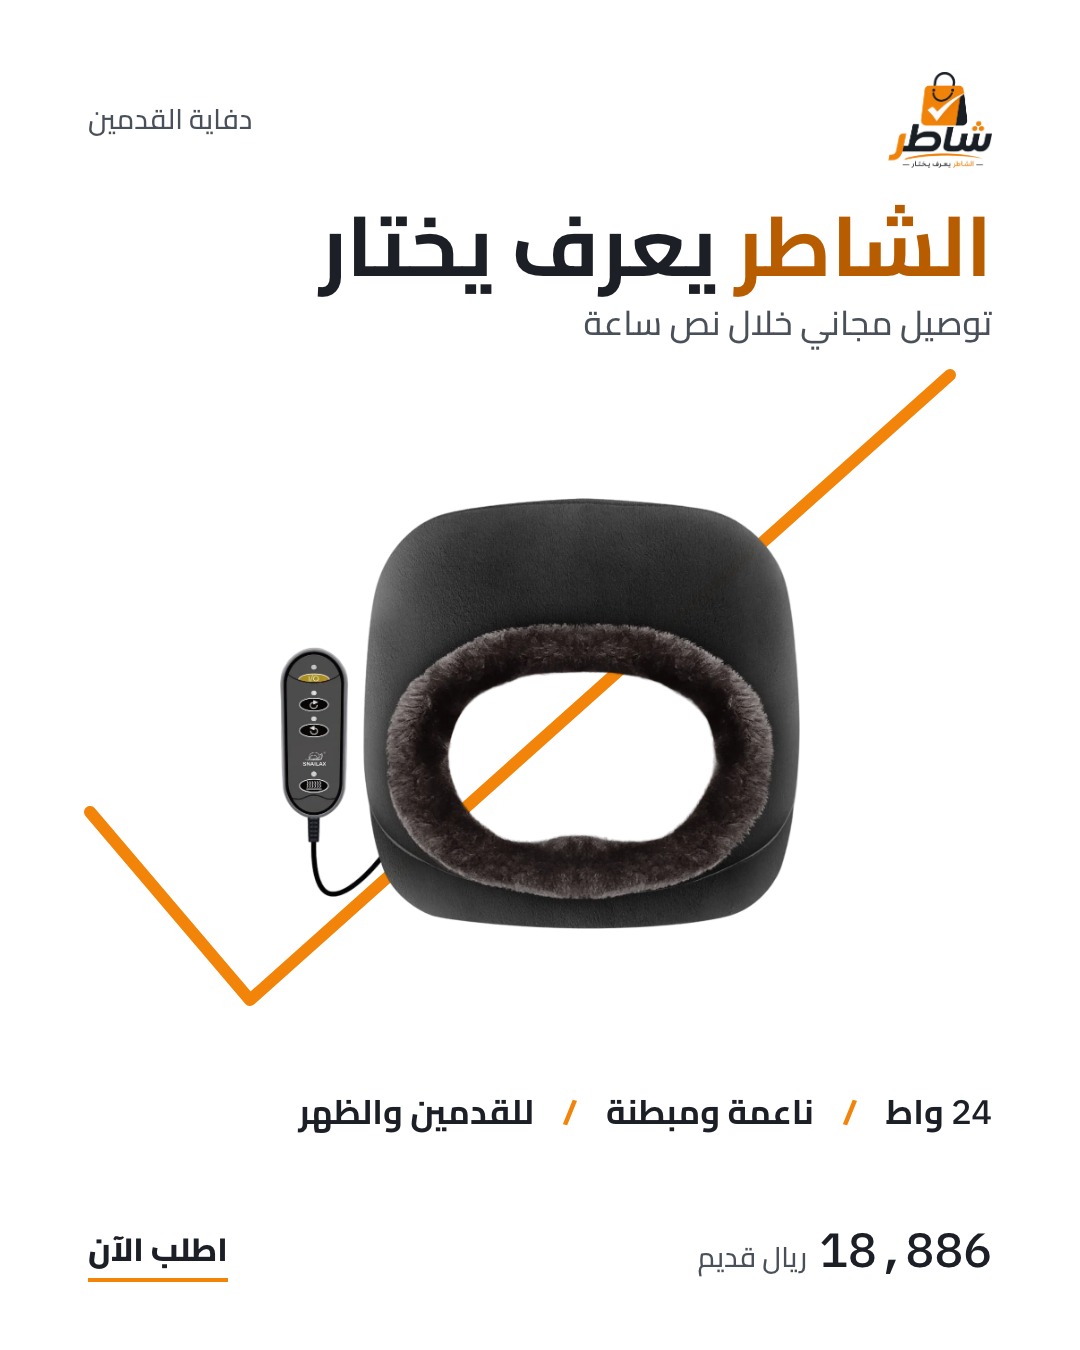 شاطر
الشاطر يعرف يختار
دفاية القدمين
الشاطر يعرف يختار
توصيل مجاني خلال نص ساعة
I/O
SNAILAX
24 واط / ناعمة ومبطنة / للقدمين والظهر
18,886 ريال قديم
اطلب الآن